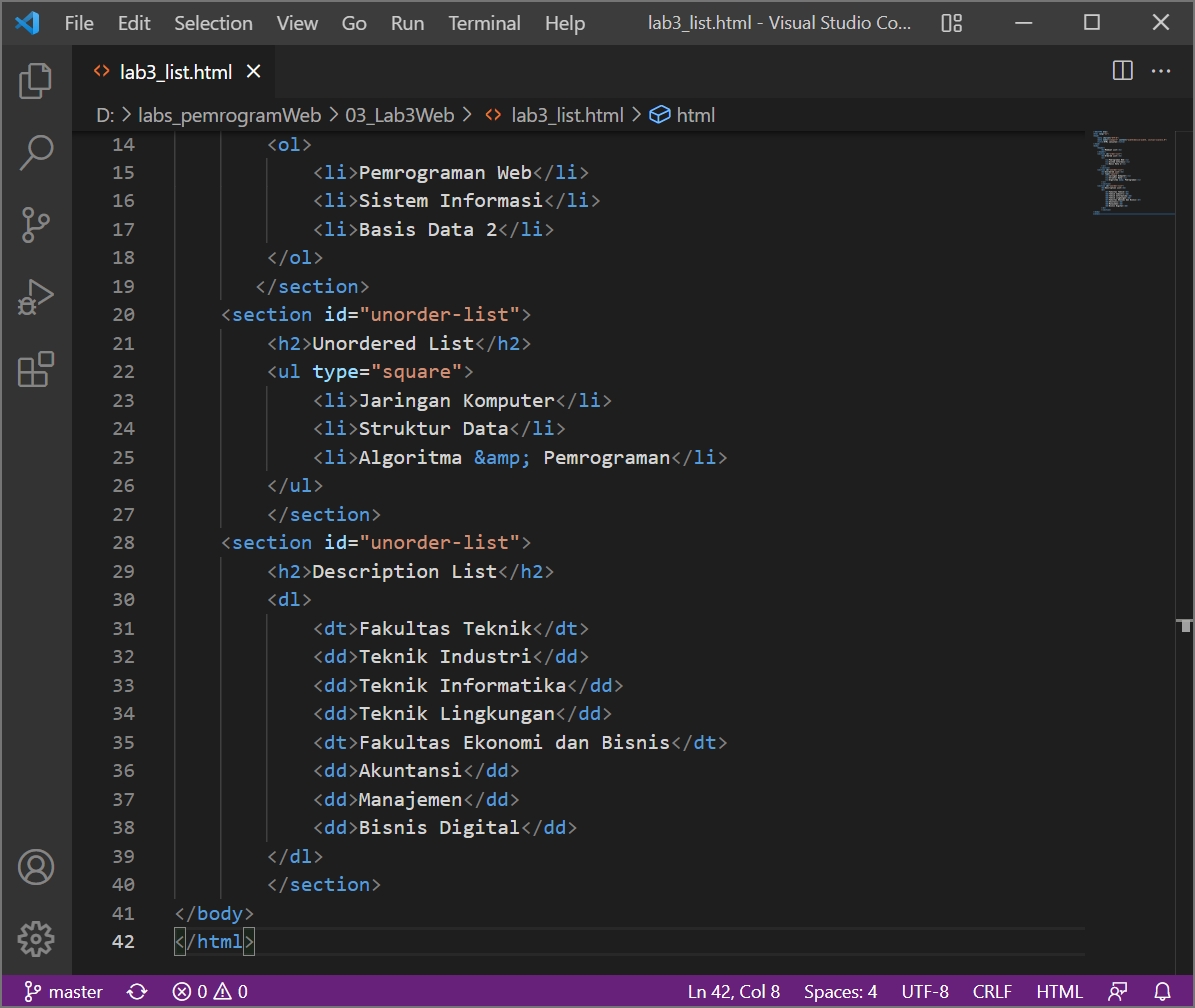 File Edit Selection View Go Run Terminal Help lab3_list.html - Visual Studio Co...
lab3_list.html
D: > labs_pemrogramWeb > 03_Lab3Web > lab3_list.html > html
14 <ol>
15 <li>Pemrograman Web</li>
16 <li>Sistem Informasi</li>
17 <li>Basis Data 2</li>
18 </ol>
19 </section>
20 <section id="unorder-list">
21 <h2>Unordered List</h2>
22 <ul type="square">
23 <li>Jaringan Komputer</li>
24 <li>Struktur Data</li>
25 <li>Algoritma &amp; Pemrograman</li>
26 </ul>
27 </section>
28 <section id="unorder-list">
29 <h2>Description List</h2>
30 <dl>
31 <dt>Fakultas Teknik</dt>
32 <dd>Teknik Industri</dd>
33 <dd>Teknik Informatika</dd>
34 <dd>Teknik Lingkungan</dd>
35 <dt>Fakultas Ekonomi dan Bisnis</dt>
36 <dd>Akuntansi</dd>
37 <dd>Manajemen</dd>
38 <dd>Bisnis Digital</dd>
39 </dl>
40 </section>
41 </body>
42 </html>
master 0 0 Ln 42, Col 8 Spaces: 4 UTF-8 CRLF HTML